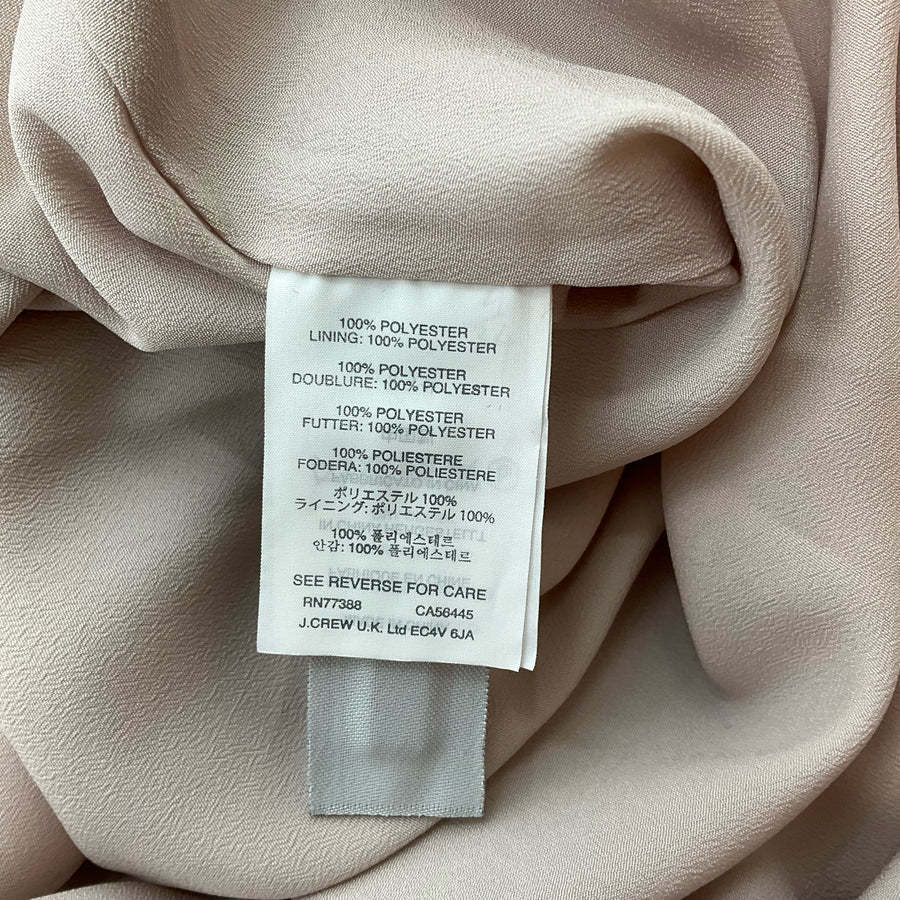 100% POLYESTER
LINING: 100% POLYESTER
100% POLYESTER
DOUBLURE: 100% POLYESTER
100% POLYESTER
FUTTER: 100% POLYESTER
100% POLIESTERE
FODERA: 100% POLIESTERE
ポリエステル 100%
ライニング: ポリエステル 100%
100% 폴리에스테르
안감: 100% 폴리에스테르
SEE REVERSE FOR CARE
RN77388 CA56445
J.CREW U.K. Ltd EC4V 6JA